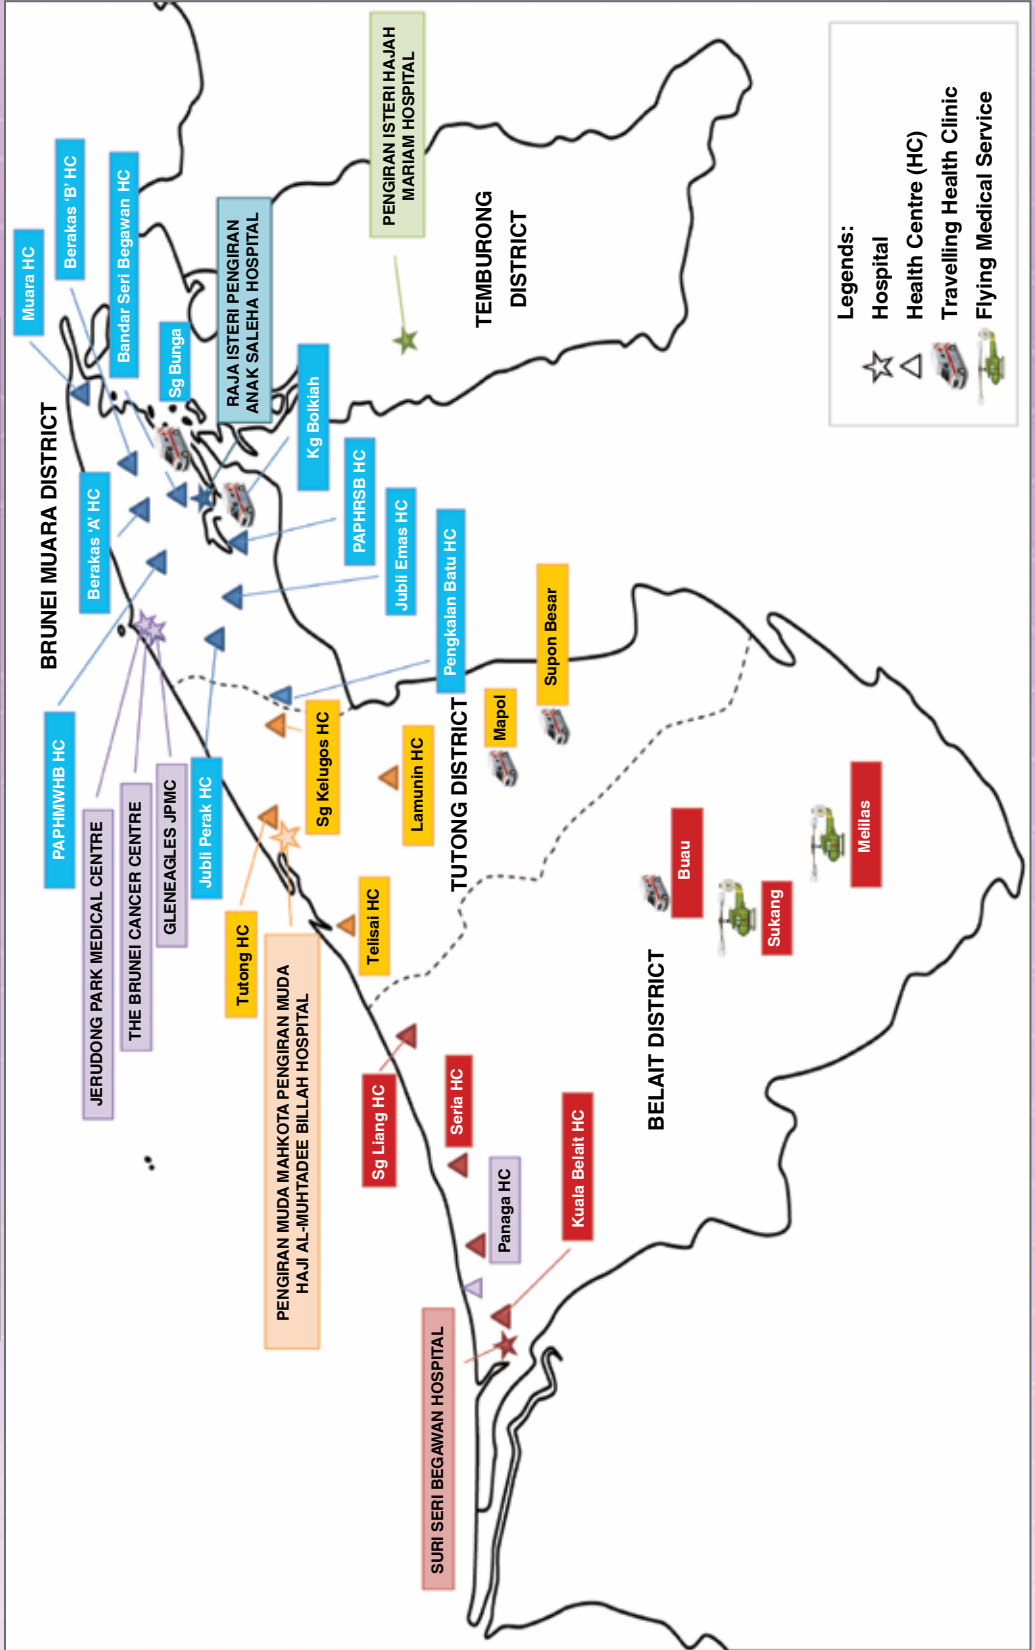 BRUNEI MUARA DISTRICT
Muara HC
Berakas ‘B’ HC
Bandar Seri Begawan HC
Sg Bunga
RAJA ISTERI PENGIRAN
ANAK SALEHA HOSPITAL
Kg Bolkiah
PAPHRSB HC
Jubli Emas HC
Pengkalan Batu HC
Berakas ‘A’ HC
PAPHMWHB HC
JERUDONG PARK MEDICAL CENTRE
THE BRUNEI CANCER CENTRE
GLENEAGLES JPMC
Jubli Perak HC
PENGIRAN ISTERI HAJAH
MARIAM HOSPITAL
TEMBURONG
DISTRICT
Tutong HC
PENGIRAN MUDA MAHKOTA PENGIRAN MUDA
HAJI AL-MUHTADEE BILLAH HOSPITAL
Sg Kelugos HC
Telisai HC
Lamunin HC
TUTONG DISTRICT
Mapol
Supon Besar
Sg Liang HC
Seria HC
Panaga HC
Kuala Belait HC
SURI SERI BEGAWAN HOSPITAL
BELAIT DISTRICT
Buau
Sukang
Melilas
Legends:
Hospital
Health Centre (HC)
Travelling Health Clinic
Flying Medical Service